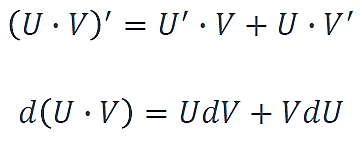 (U · V)′ = U′ · V + U · V′
d(U · V) = UdV + VdU